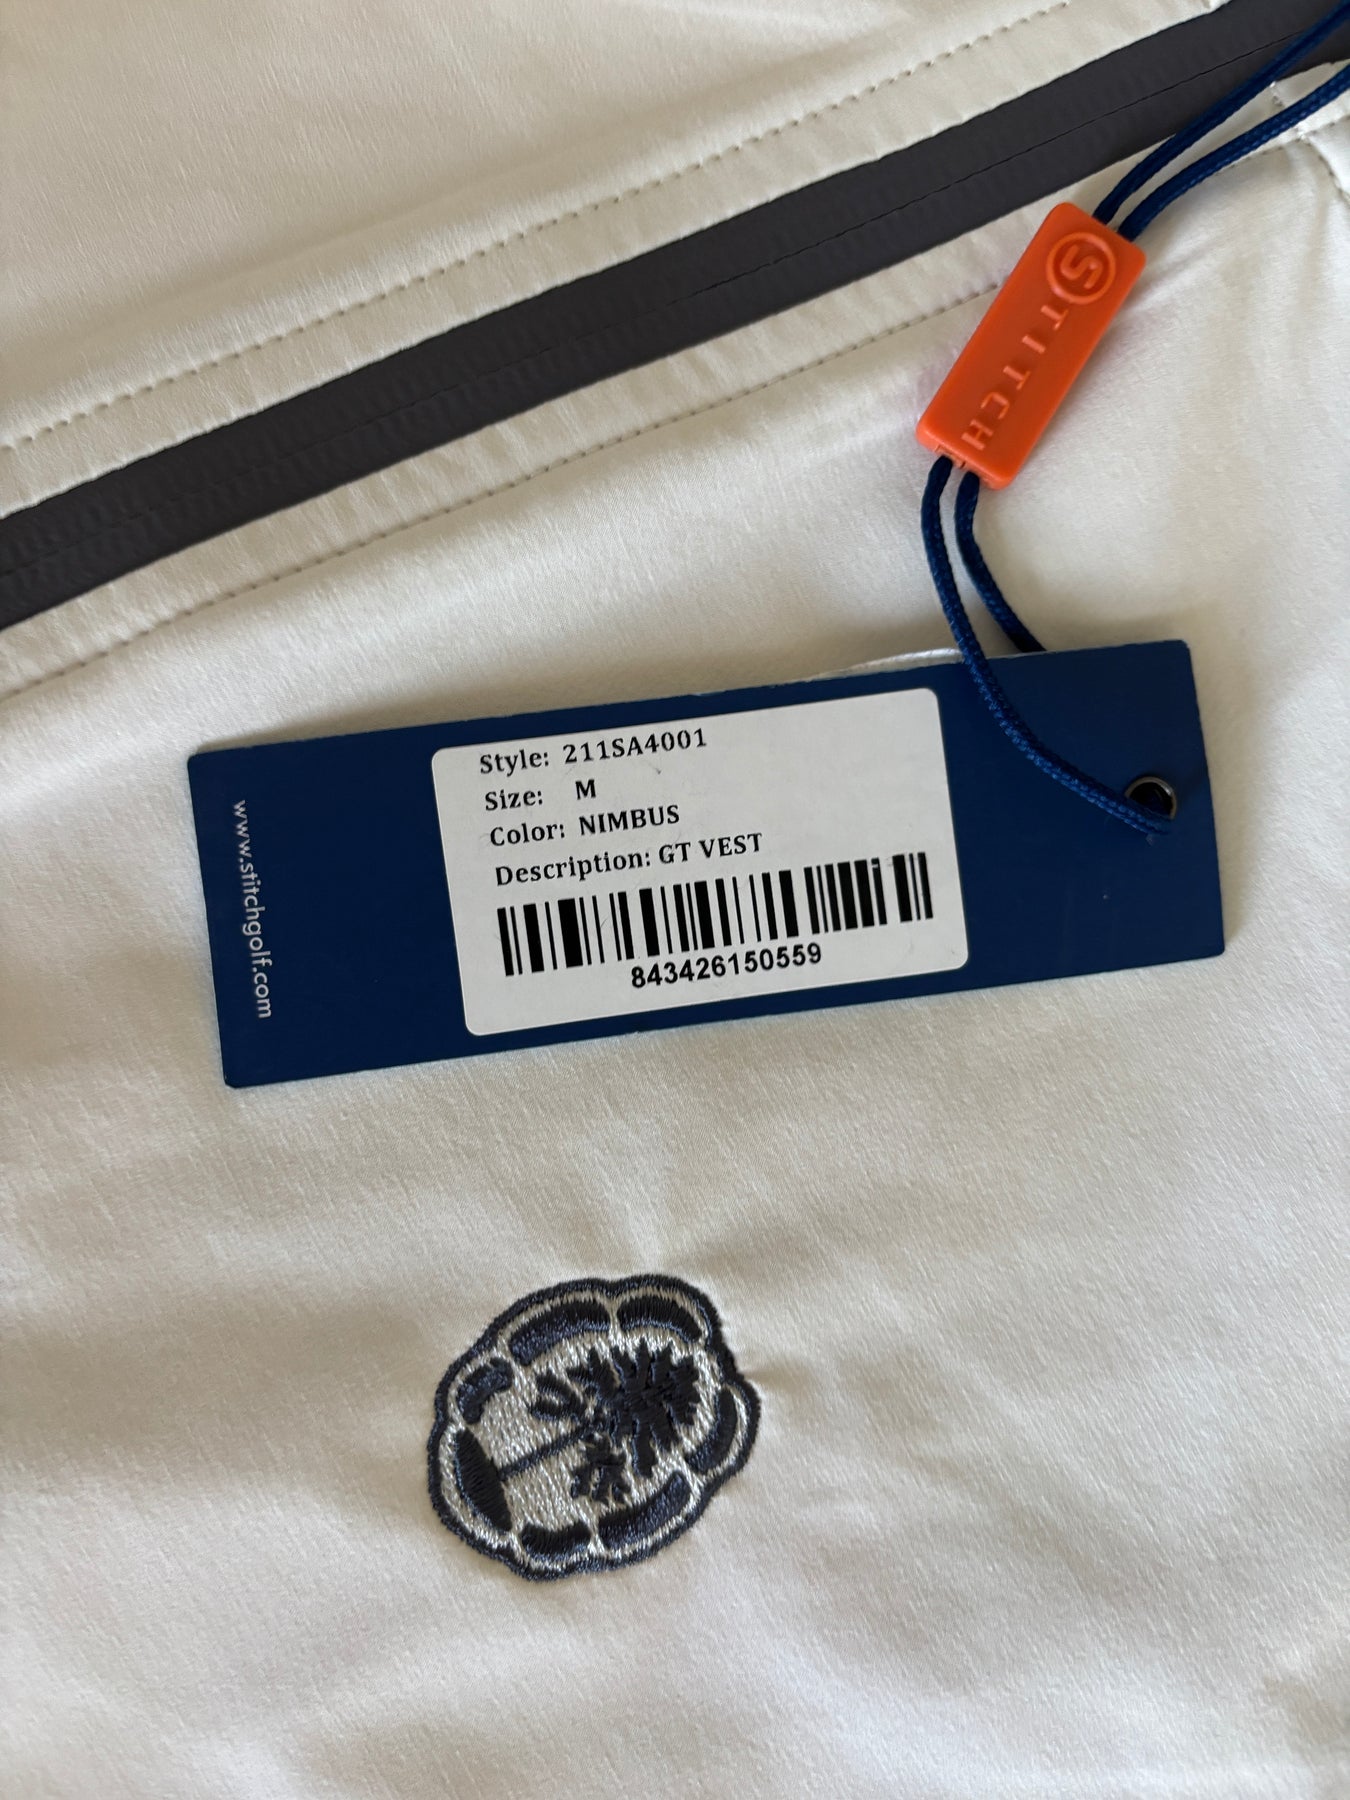 STITCH
Style: 211SA4001
Size: M
Color: NIMBUS
Description: GT VEST
843426150559
www.stitchgolf.com